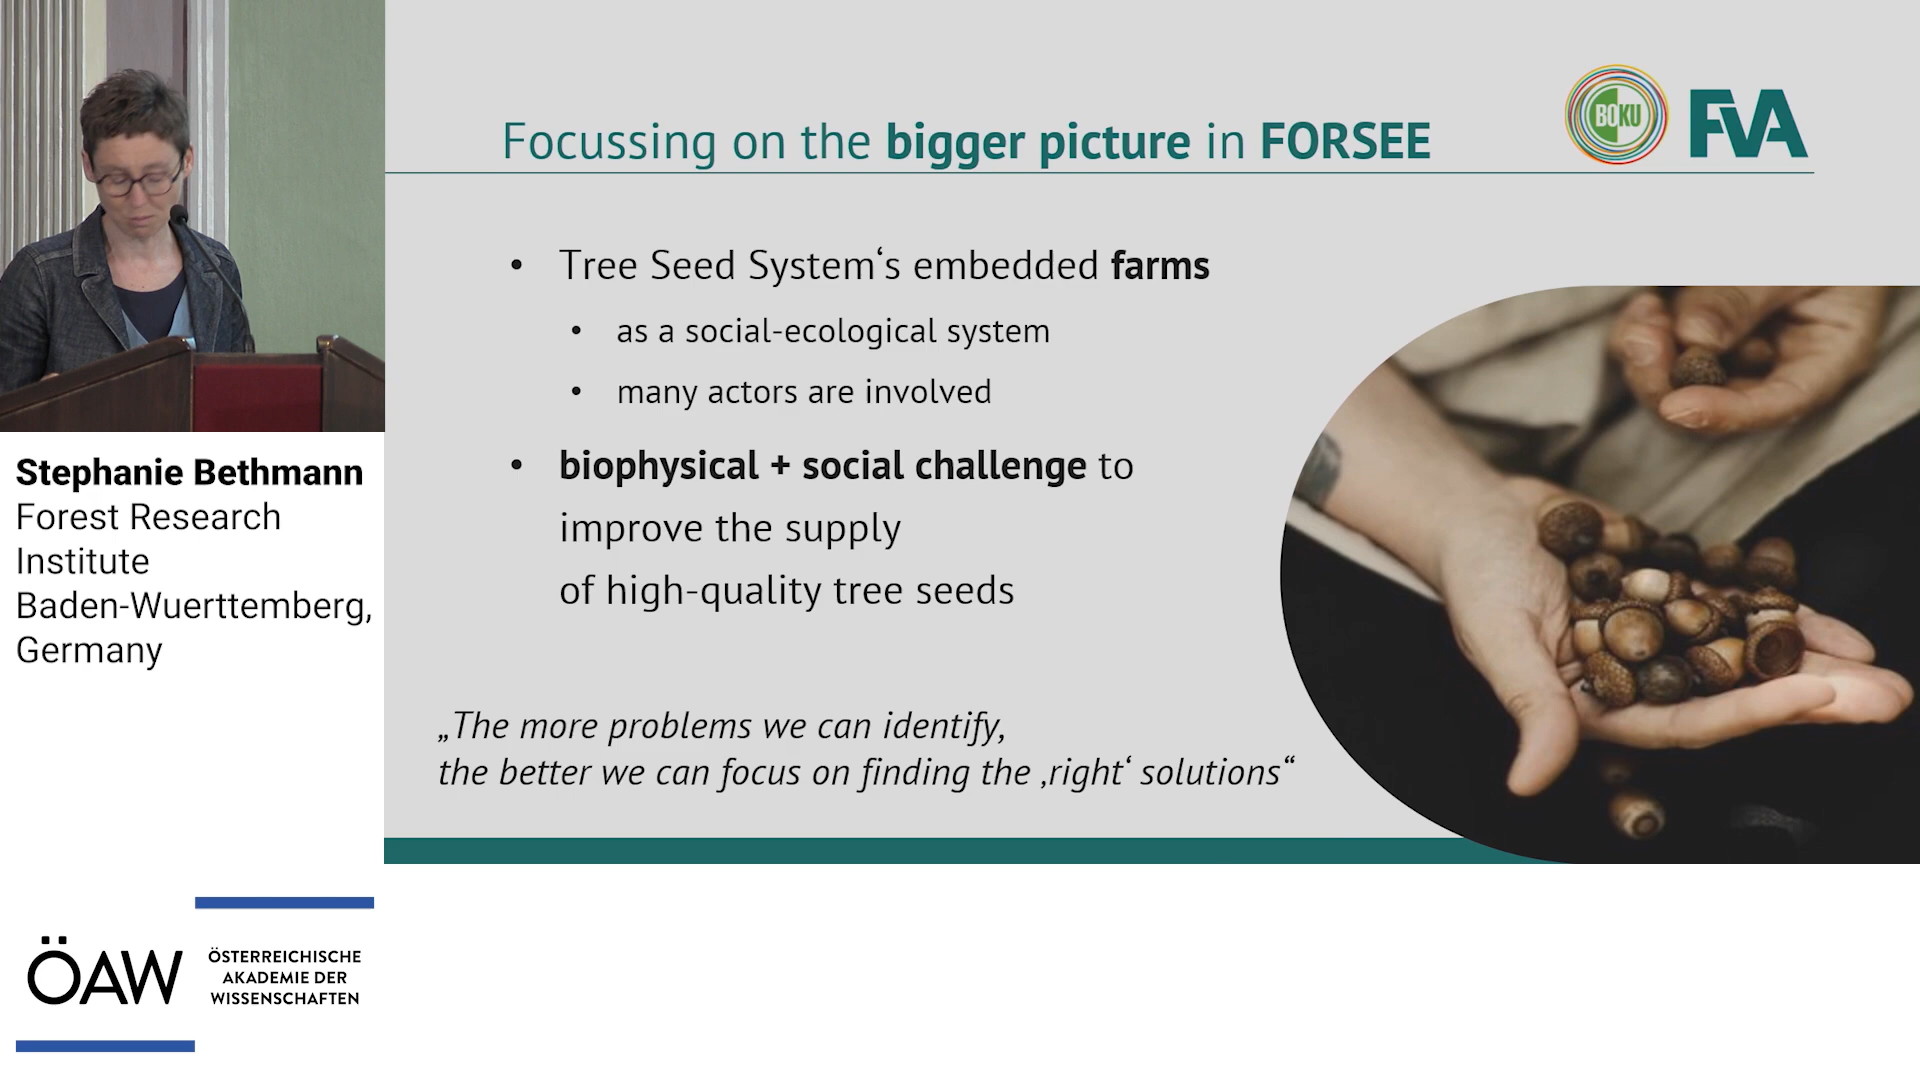 Focussing on the bigger picture in FORSEE
BOKU
FVA
• Tree Seed System‘s embedded farms
• as a social-ecological system
• many actors are involved
• biophysical + social challenge to
improve the supply
of high-quality tree seeds
„The more problems we can identify,
the better we can focus on finding the ‚right‘ solutions“
Stephanie Bethmann
Forest Research
Institute
Baden-Wuerttemberg,
Germany
ÖAW
ÖSTERREICHISCHE
AKADEMIE DER
WISSENSCHAFTEN